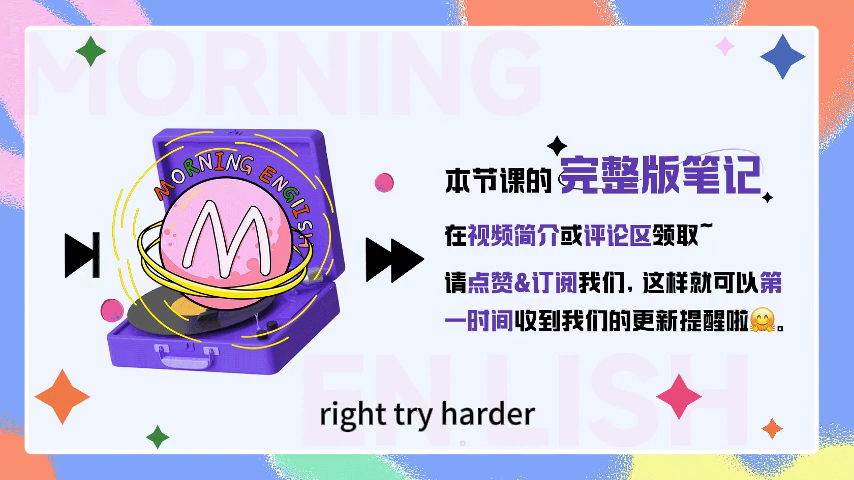 MORNING
MORNING ENGlISH
M
本节课的 完整版笔记
在视频简介或评论区领取~
请点赞&订阅我们，这样就可以第
一时间收到我们的更新提醒啦🤗。
EN LISH
right try harder